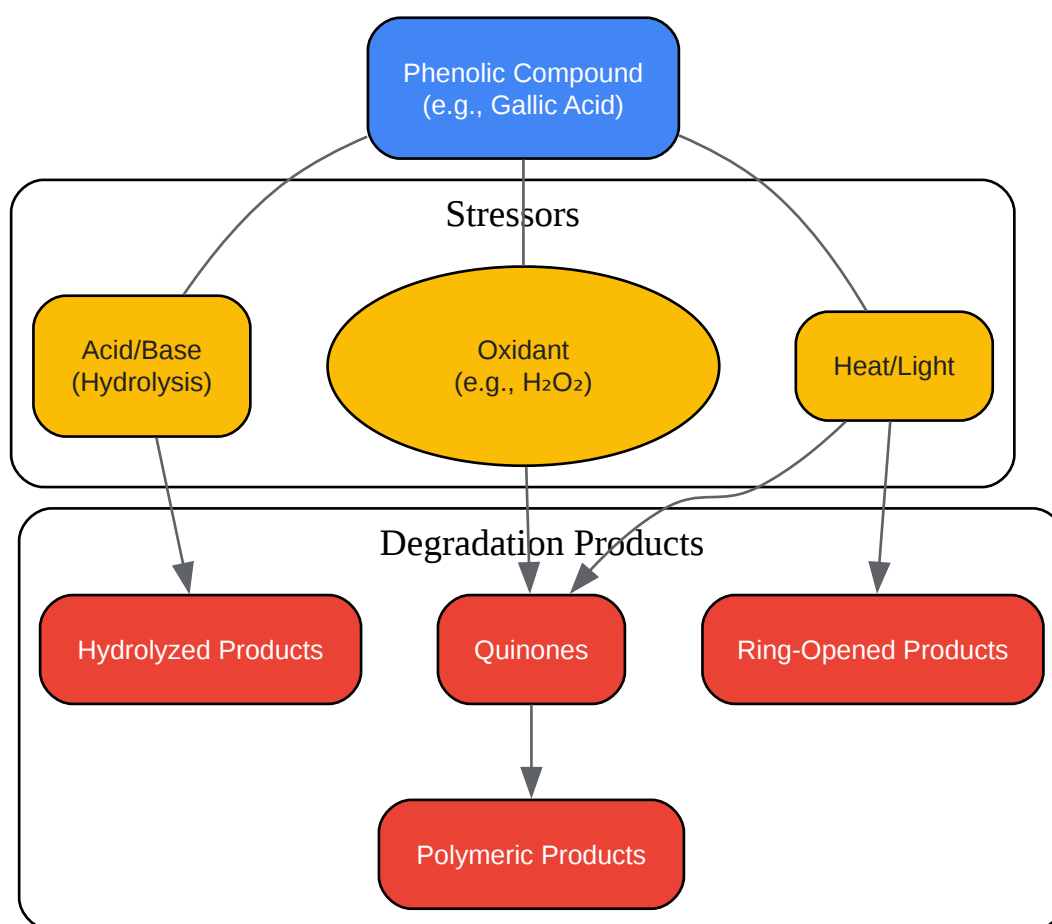 Phenolic Compound
(e.g., Gallic Acid)
Stressors
Acid/Base
(Hydrolysis)
Oxidant
(e.g., H₂O₂)
Heat/Light
Degradation Products
Hydrolyzed Products
Quinones
Ring-Opened Products
Polymeric Products